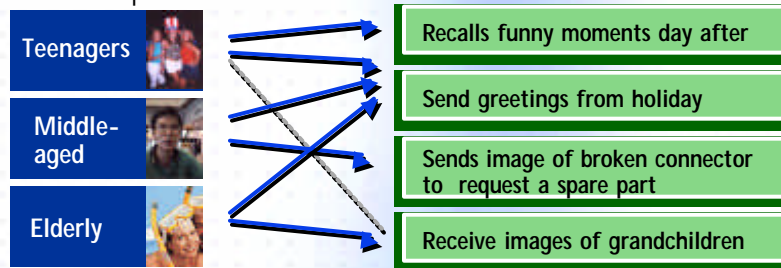 Teenagers
Recalls funny moments day after
Send greetings from holiday
Middle-
aged
Sends image of broken connector
to request a spare part
Elderly
Receive images of grandchildren